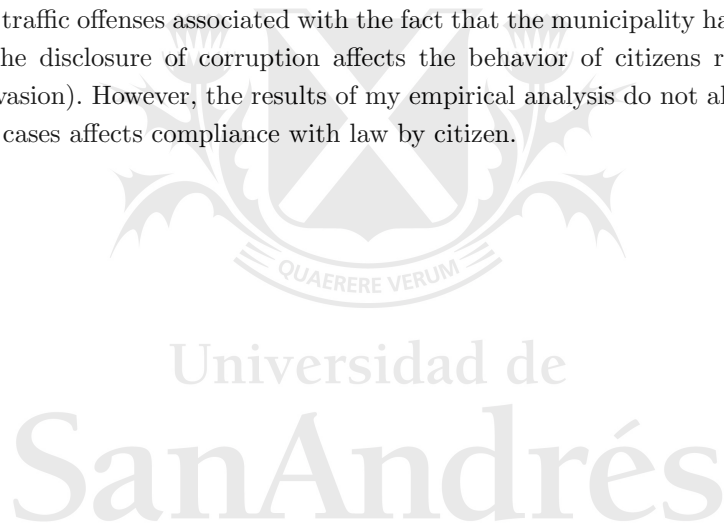 traffic offenses associated with the fact that the municipality ha
he disclosure of corruption affects the behavior of citizens r
vasion). However, the results of my empirical analysis do not al
cases affects compliance with law by citizen.
QUAERERE VERUM
Universidad de
SanAndrés